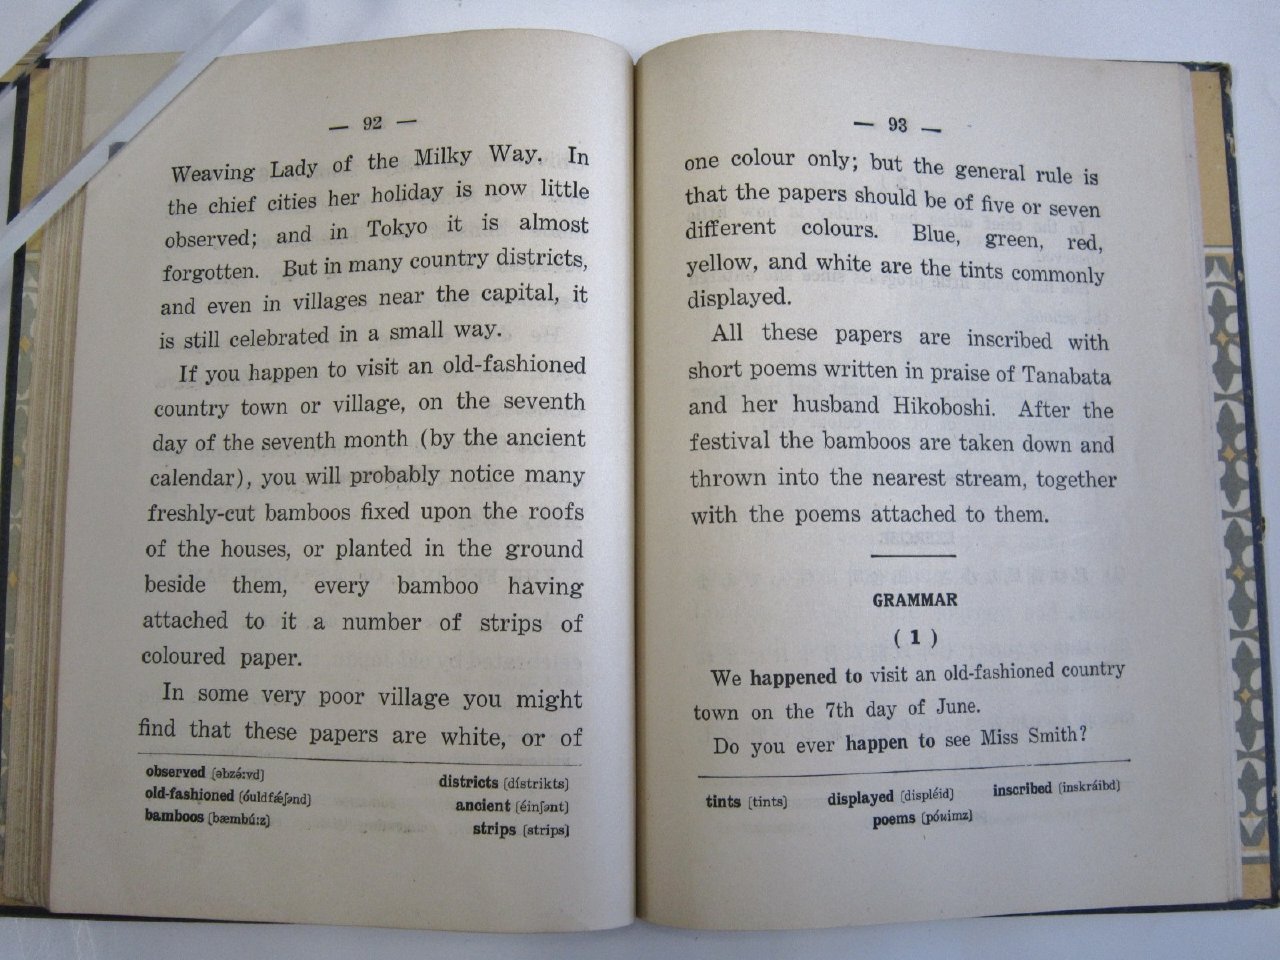 — 92 —
Weaving Lady of the Milky Way. In
the chief cities her holiday is now little
observed; and in Tokyo it is almost
forgotten. But in many country districts,
and even in villages near the capital, it
is still celebrated in a small way.
If you happen to visit an old-fashioned
country town or village, on the seventh
day of the seventh month (by the ancient
calendar), you will probably notice many
freshly-cut bamboos fixed upon the roofs
of the houses, or planted in the ground
beside them, every bamboo having
attached to it a number of strips of
coloured paper.
In some very poor village you might
find that these papers are white, or of
observed [əbzə́:vd] districts [dístrikts]
old-fashioned [óuldfǽʃənd] ancient [éinʃənt]
bamboos [bæmbú:z] strips [strips]
— 93 —
one colour only; but the general rule is
that the papers should be of five or seven
different colours. Blue, green, red,
yellow, and white are the tints commonly
displayed.
All these papers are inscribed with
short poems written in praise of Tanabata
and her husband Hikoboshi. After the
festival the bamboos are taken down and
thrown into the nearest stream, together
with the poems attached to them.
GRAMMAR
( 1 )
We happened to visit an old-fashioned country
town on the 7th day of June.
Do you ever happen to see Miss Smith?
tints [tints] displayed [displéid] inscribed [inskráibd]
poems [póuimz]